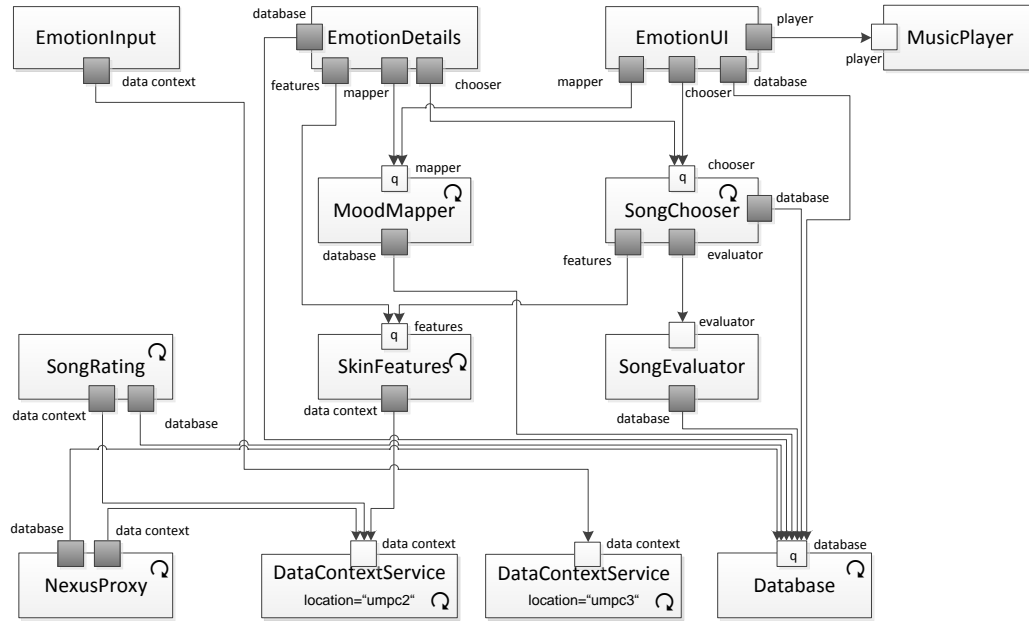 database
player
EmotionInput
EmotionDetails
EmotionUI
MusicPlayer
player
data context
features
mapper
chooser
mapper
chooser
database
q
mapper
q
chooser
MoodMapper
SongChooser
database
database
features
evaluator
q
features
evaluator
SongRating
SkinFeatures
SongEvaluator
data context
database
data context
database
database
data context
data context
data context
q
database
NexusProxy
DataContextService
location="umpc2"
DataContextService
location="umpc3"
Database